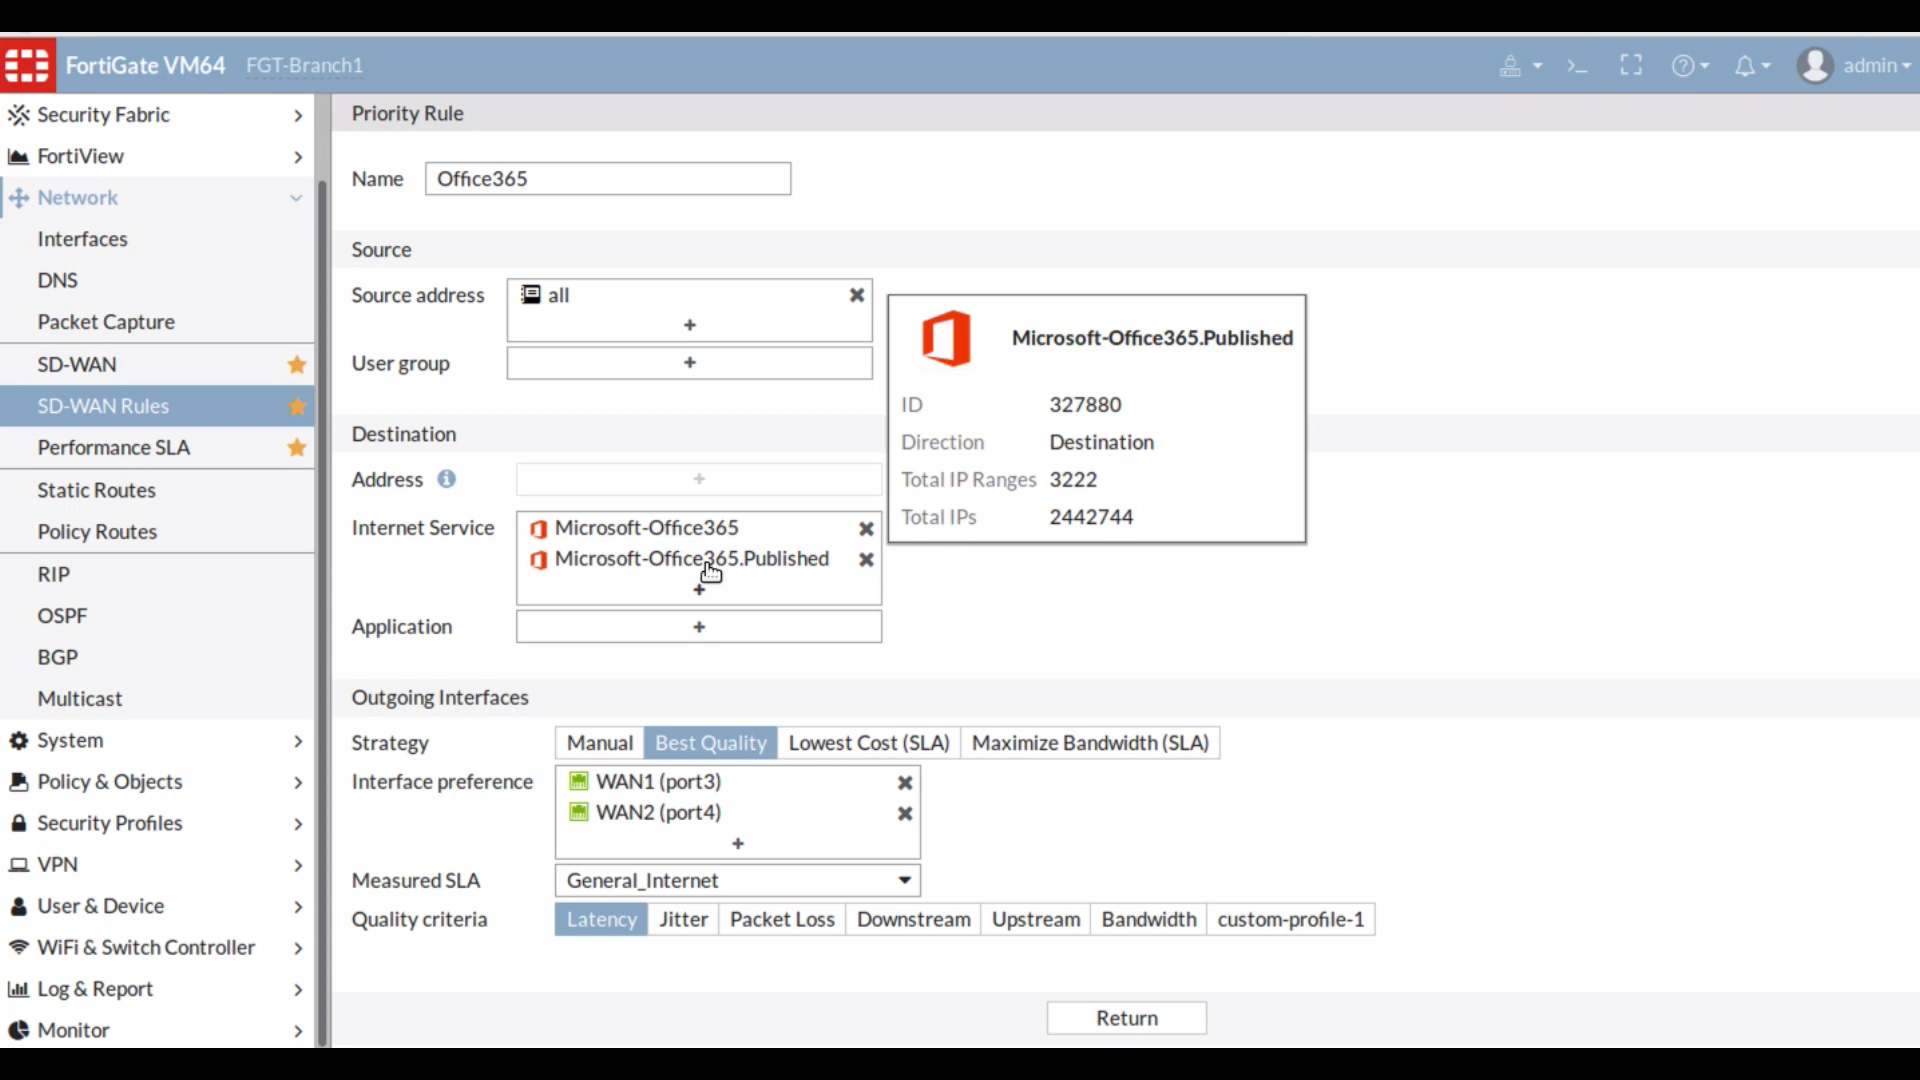 FortiGate VM64 FGT-Branch1 admin
Security Fabric
FortiView
Network
Interfaces
DNS
Packet Capture
SD-WAN
SD-WAN Rules
Performance SLA
Static Routes
Policy Routes
RIP
OSPF
BGP
Multicast
System
Policy & Objects
Security Profiles
VPN
User & Device
WiFi & Switch Controller
Log & Report
Monitor
Priority Rule
Name Office365
Source
Source address all
+
User group +
Destination
Address +
Internet Service Microsoft-Office365
Microsoft-Office365.Published
+
Application +
Microsoft-Office365.Published
ID 327880
Direction Destination
Total IP Ranges 3222
Total IPs 2442744
Outgoing Interfaces
Strategy Manual Best Quality Lowest Cost (SLA) Maximize Bandwidth (SLA)
Interface preference WAN1 (port3)
WAN2 (port4)
+
Measured SLA General_Internet
Quality criteria Latency Jitter Packet Loss Downstream Upstream Bandwidth custom-profile-1
Return